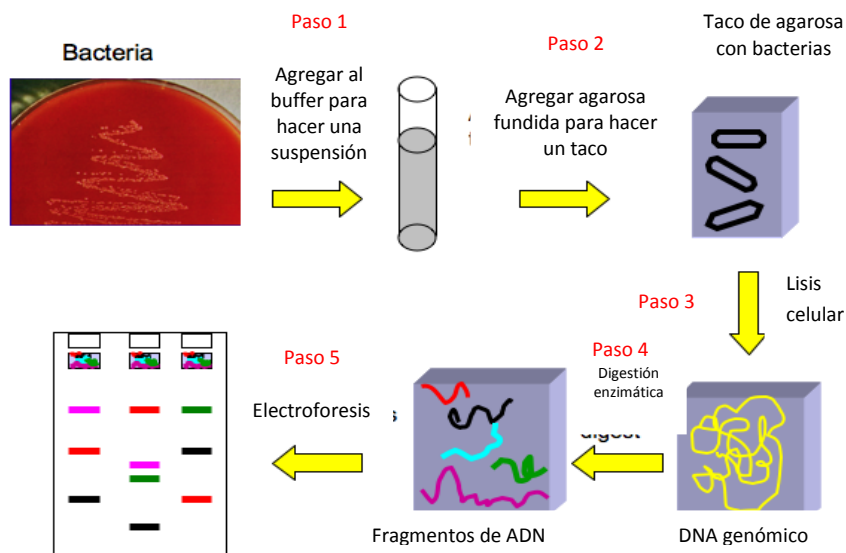 Bacteria
Paso 1
Agregar al
buffer para
hacer una
suspensión
Paso 2
Agregar agarosa
fundida para hacer
un taco
Taco de agarosa
con bacterias
Paso 3
Lisis
celular
Paso 4
Digestión
enzimática
digest
DNA genómico
Fragmentos de ADN
Paso 5
Electroforesis